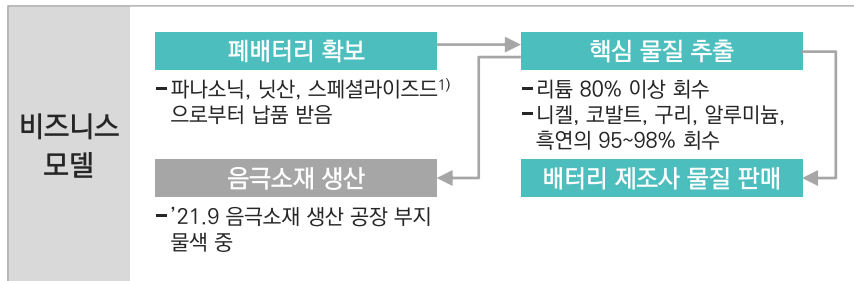 비즈니스
모델
폐배터리 확보
–파나소닉, 닛산, 스페셜라이즈드1)
으로부터 납품 받음
핵심 물질 추출
–리튬 80% 이상 회수
–니켈, 코발트, 구리, 알루미늄,
흑연의 95~98% 회수
음극소재 생산
–’21.9 음극소재 생산 공장 부지
물색 중
배터리 제조사 물질 판매